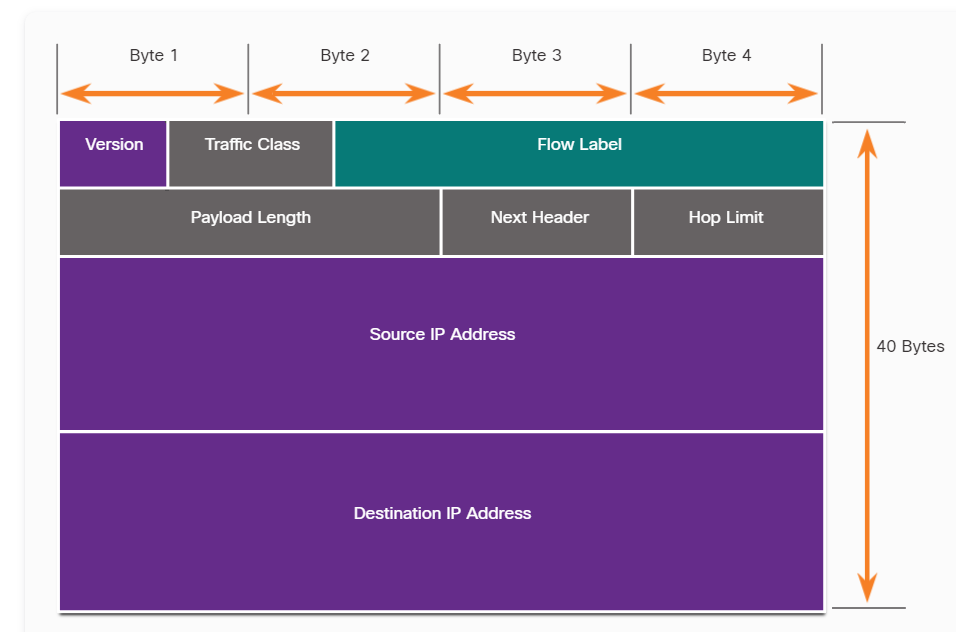 Byte 1
Byte 2
Byte 3
Byte 4
Version
Traffic Class
Flow Label
Payload Length
Next Header
Hop Limit
Source IP Address
40 Bytes
Destination IP Address